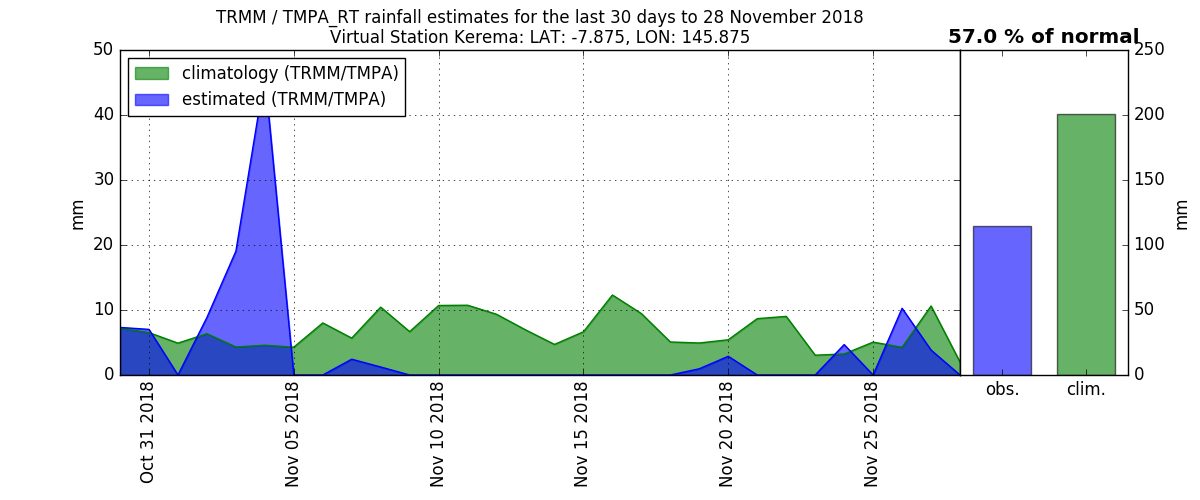 TRMM / TMPA_RT rainfall estimates for the last 30 days to 28 November 2018
Virtual Station Kerema: LAT: -7.875, LON: 145.875
57.0 % of normal
climatology (TRMM/TMPA)
estimated (TRMM/TMPA)
50
40
30
20
10
0
mm
Oct 31 2018
Nov 05 2018
Nov 10 2018
Nov 15 2018
Nov 20 2018
Nov 25 2018
obs.
clim.
250
200
150
100
50
0
mm